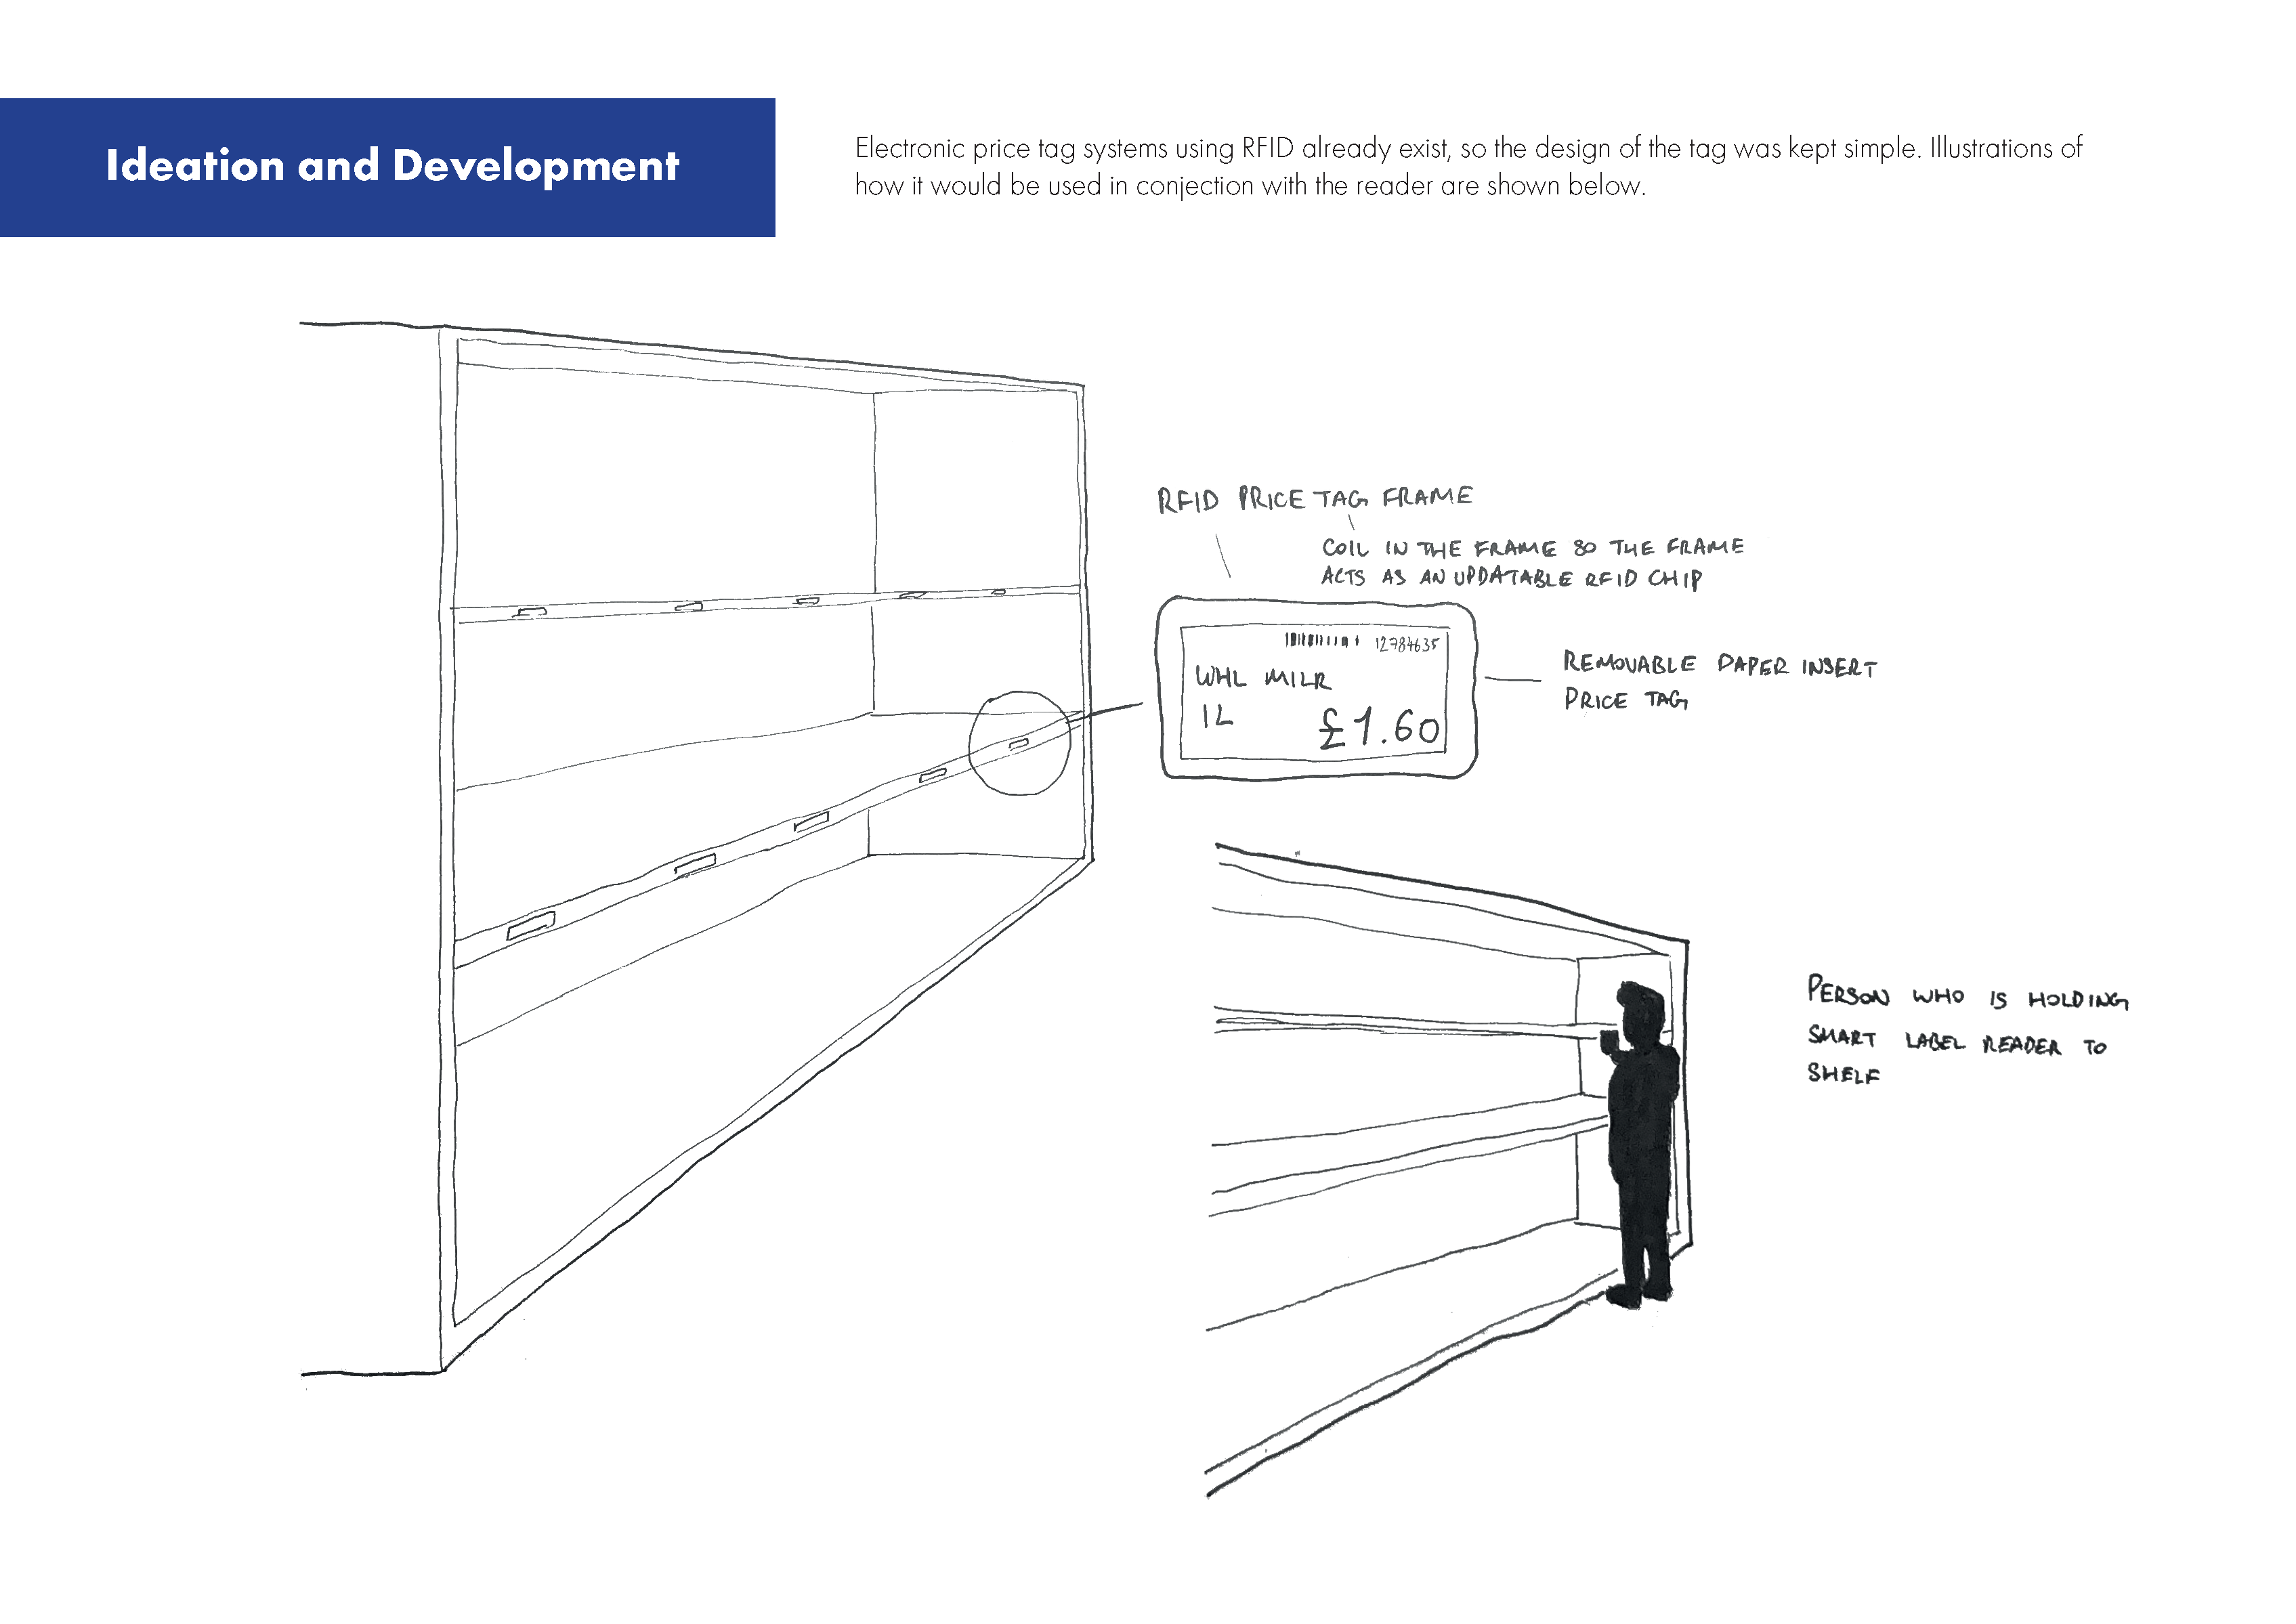 Ideation and Development
Electronic price tag systems using RFID already exist, so the design of the tag was kept simple. Illustrations of
how it would be used in conjection with the reader are shown below.
RFID PRICE TAG FRAME
COIL IN THE FRAME SO THE FRAME
ACTS AS AN UPDATABLE RFID CHIP
12784635
WHL MILK
1L £1.60
REMOVABLE PAPER INSERT
PRICE TAG
PERSON WHO IS HOLDING
SMART LABEL READER TO
SHELF